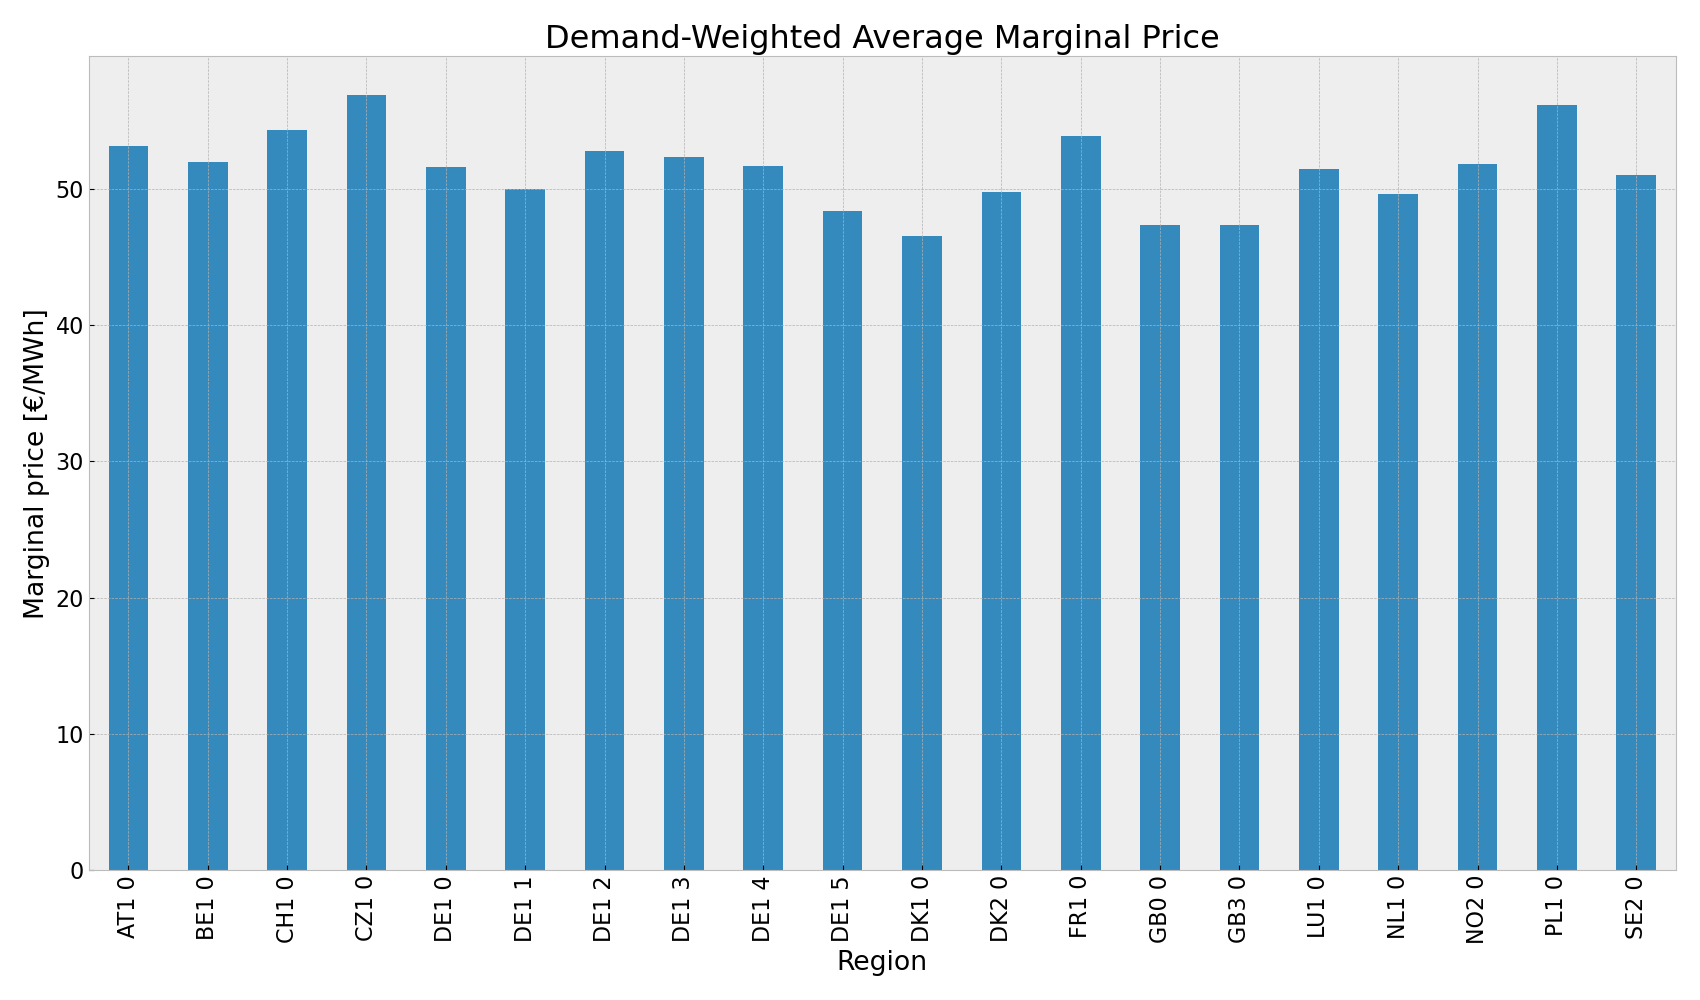 Demand-Weighted Average Marginal Price
Marginal price [€/MWh]
50
40
30
20
10
0
AT1 0
BE1 0
CH1 0
CZ1 0
DE1 0
DE1 1
DE1 2
DE1 3
DE1 4
DE1 5
DK1 0
DK2 0
FR1 0
GB0 0
GB3 0
LU1 0
NL1 0
NO2 0
PL1 0
SE2 0
Region